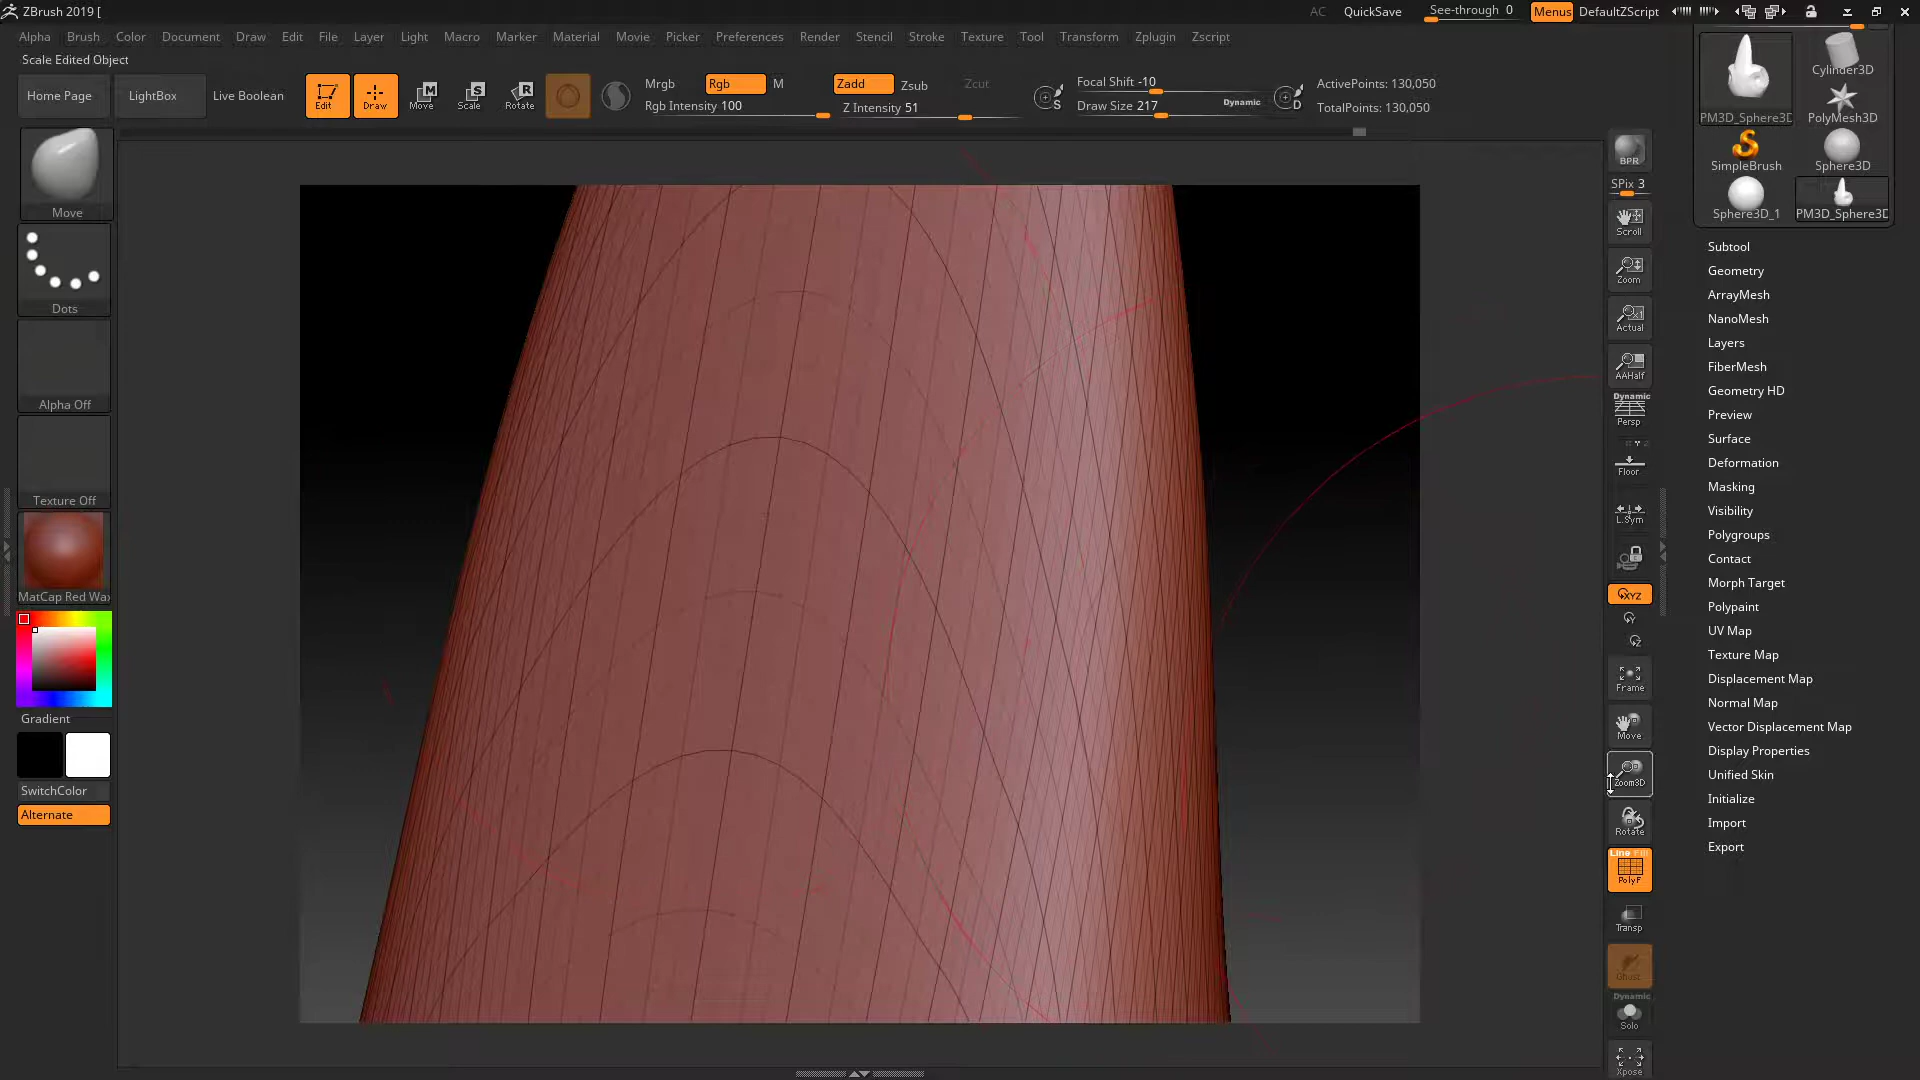 ZBrush 2019 [
AC QuickSave See-through 0 Menus DefaultZScript
Alpha Brush Color Document Draw Edit File Layer Light Macro Marker Material Movie Picker Preferences Render Stencil Stroke Texture Tool Transform Zplugin Zscript
Scale Edited Object
Home Page LightBox Live Boolean
Edit Draw Move Scale Rotate
Mrgb Rgb M
Rgb Intensity 100
Zadd Zsub Zcut
Z Intensity 51
S
Focal Shift -10
Draw Size 217 Dynamic
D
ActivePoints: 130,050
TotalPoints: 130,050
Move
Dots
Alpha Off
Texture Off
MatCap Red Wa
Gradient
SwitchColor
Alternate
BPR
SPix 3
Scroll
Zoom
Actual
AAHalf
Dynamic
Persp
Floor
L.Sym
XYZ
Y
Z
Frame
Move
Zoom3D
Rotate
Line Fill
PolyF
Transp
Ghost
Dynamic
Solo
Xpose
PM3D_Sphere3D
Cylinder3D
PolyMesh3D
SimpleBrush
Sphere3D
Sphere3D_1
PM3D_Sphere3D
Subtool
Geometry
ArrayMesh
NanoMesh
Layers
FiberMesh
Geometry HD
Preview
Surface
Deformation
Masking
Visibility
Polygroups
Contact
Morph Target
Polypaint
UV Map
Texture Map
Displacement Map
Normal Map
Vector Displacement Map
Display Properties
Unified Skin
Initialize
Import
Export